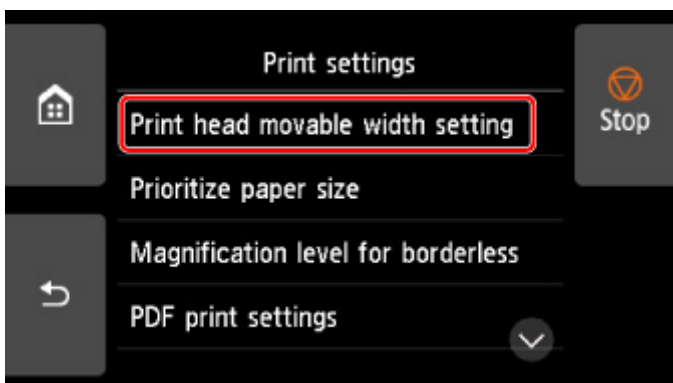 Print settings
Print head movable width setting
Stop
Prioritize paper size
Magnification level for borderless
PDF print settings